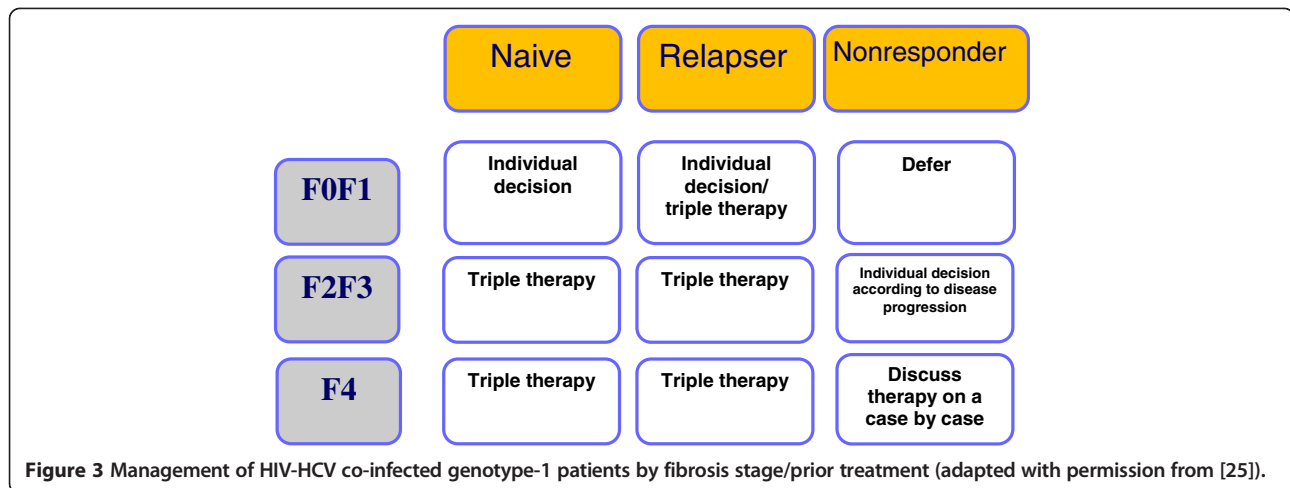 Naive
Relapser
Nonresponder
F0F1
Individual
decision
Individual
decision/
triple therapy
Defer
F2F3
Triple therapy
Triple therapy
Individual decision
according to disease
progression
F4
Triple therapy
Triple therapy
Discuss
therapy on a
case by case
Figure 3 Management of HIV-HCV co-infected genotype-1 patients by fibrosis stage/prior treatment (adapted with permission from [25]).